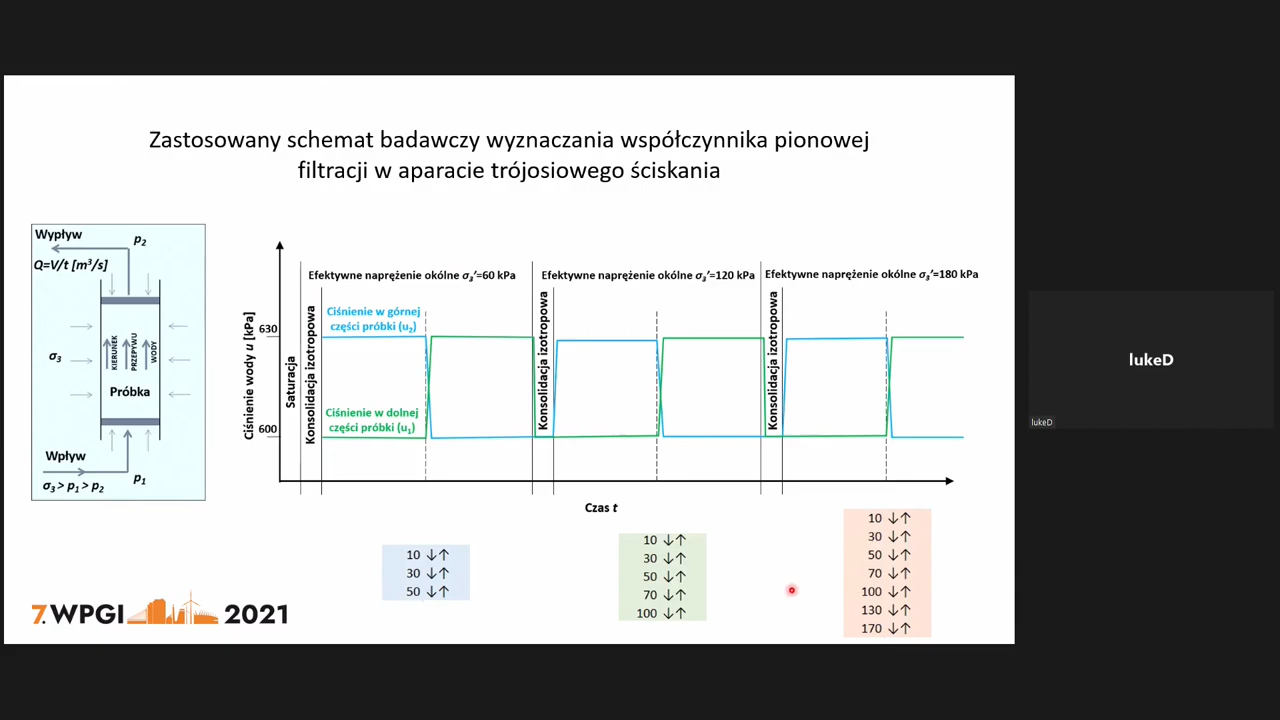 Zastosowany schemat badawczy wyznaczania współczynnika pionowej
filtracji w aparacie trójosiowego ściskania
Wypływ
p2
Q=V/t [m³/s]
σ3
KIERUNEK
PRZEPŁYWU
WODY
Próbka
Wpływ
p1
σ3 > p1 > p2
Ciśnienie wody u [kPa]
630
600
Saturacja
Konsolidacja izotropowa
Efektywne naprężenie okólne σ3'=60 kPa
Ciśnienie w górnej
części próbki (u2)
Ciśnienie w dolnej
części próbki (u1)
Konsolidacja izotropowa
Efektywne naprężenie okólne σ3'=120 kPa
Konsolidacja izotropowa
Efektywne naprężenie okólne σ3'=180 kPa
Czas t
10 ↓↑
30 ↓↑
50 ↓↑
10 ↓↑
30 ↓↑
50 ↓↑
70 ↓↑
100 ↓↑
10 ↓↑
30 ↓↑
50 ↓↑
70 ↓↑
100 ↓↑
130 ↓↑
170 ↓↑
7. WPGI 2021
lukeD
lukeD